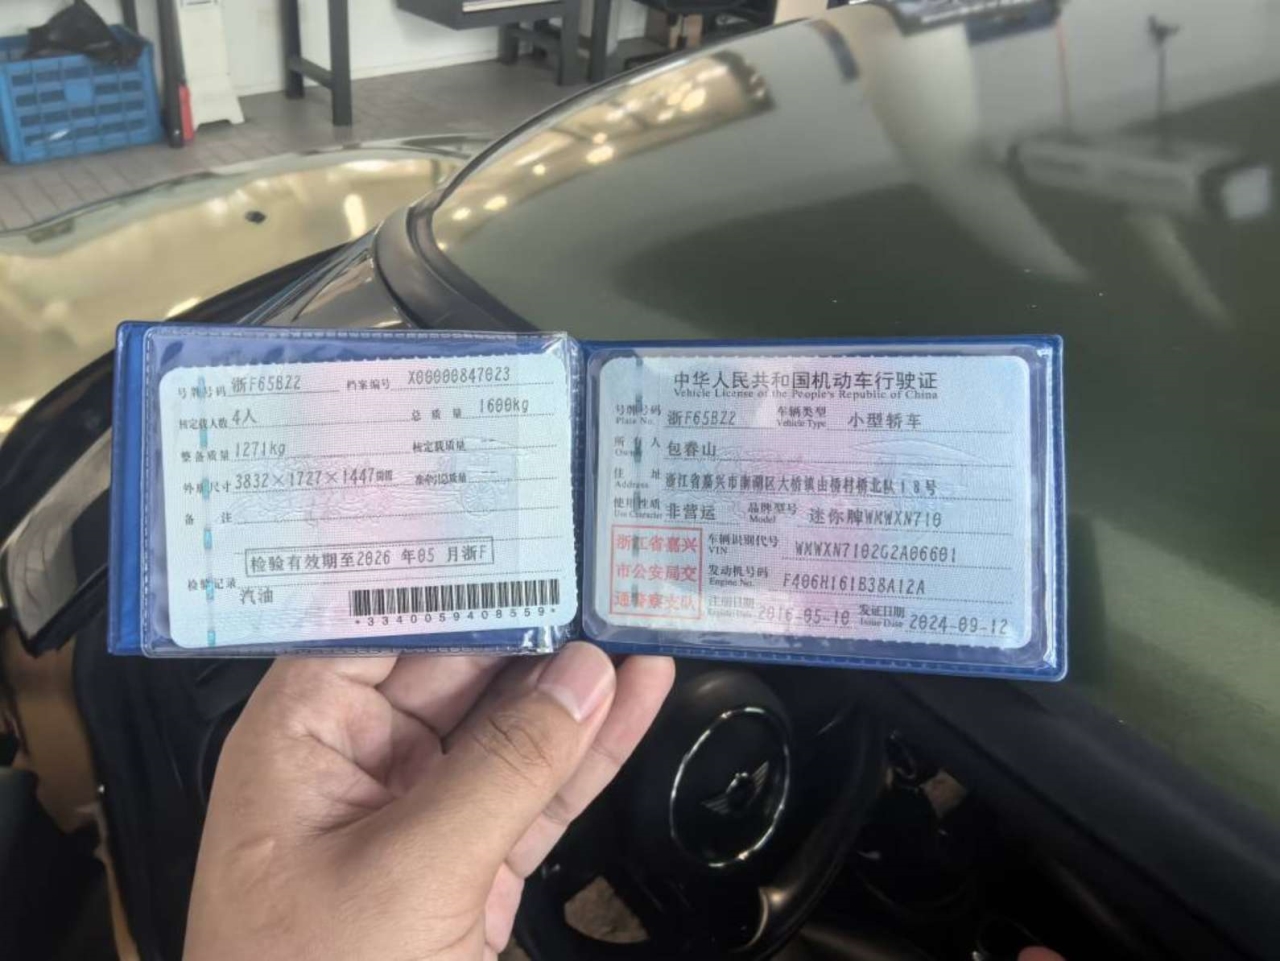 号牌号码 浙F65BZ2 档案编号 X00000847023
核定载人数 4人 总质量 1600kg
整备质量 1271kg 核定载质量 --
外廓尺寸 3832×1727×1447mm 准牵引总质量 --
备注
检验有效期至2026 年05 月浙F
检验记录
汽油
*3340059408559*
中华人民共和国机动车行驶证
Vehicle License of the People's Republic of China
号牌号码 浙F65BZ2 车辆类型 小型轿车
Plate No. Vehicle Type
所有人 包春山
Owner
住址 浙江省嘉兴市南湖区大桥镇由桥村桥北队18号
Address
使用性质 非营运 品牌型号 迷你牌WMWXN710
Use Character Model
浙江省嘉兴
市公安局交
通警察支队
车辆识别代号 WMWXN7102G2A06601
VIN
发动机号码 F406H161B38A12A
Engine No.
注册日期 2016-05-10 发证日期 2024-09-12
Register Date Issue Date